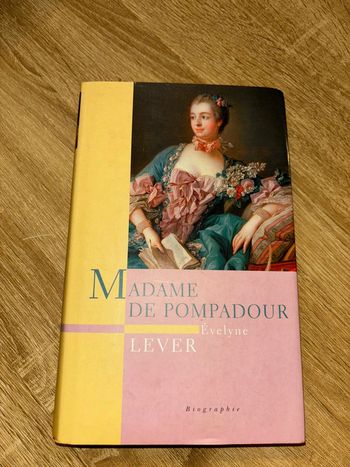 MADAME
DE POMPADOUR
Évelyne
LEVER
Biographie